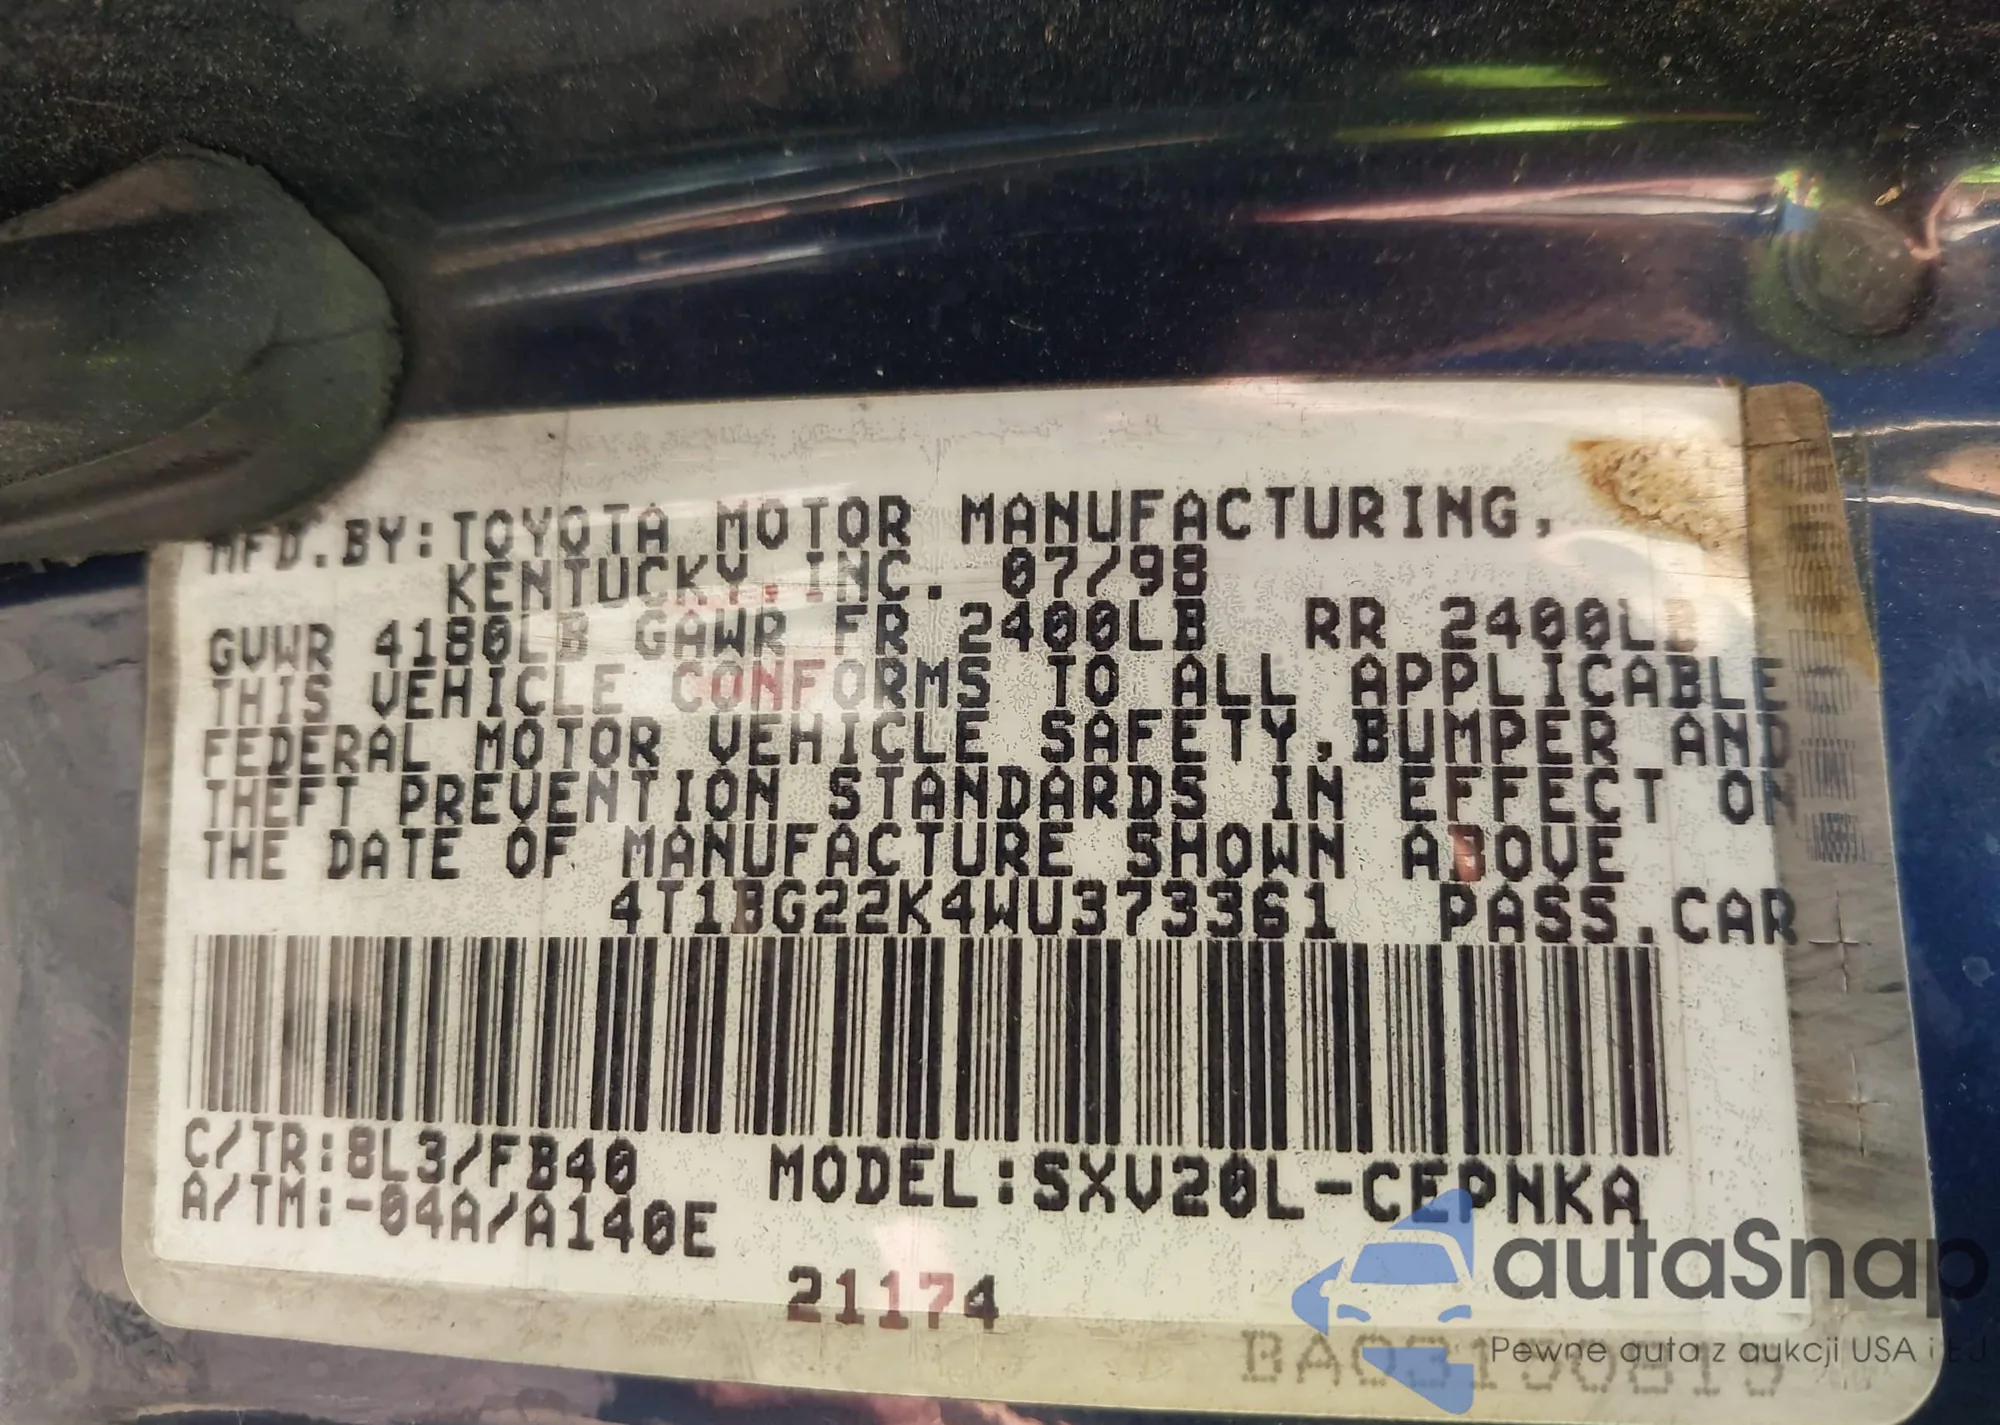 MFD.BY:TOYOTA MOTOR MANUFACTURING,
KENTUCKY,INC. 07/98
GVWR 4180LB GAWR FR 2400LB RR 2400LB
THIS VEHICLE CONFORMS TO ALL APPLICABLE
FEDERAL MOTOR VEHICLE SAFETY,BUMPER AND
THEFT PREVENTION STANDARDS IN EFFECT ON
THE DATE OF MANUFACTURE SHOWN ABOVE
4T1BG22K4WU373361 PASS.CAR
C/TR:8L3/FB40 MODEL:SXV20L-CEPNKA
A/TM:-04A/A140E
21174
autaSnap
Pewne auta z aukcji USA i EU